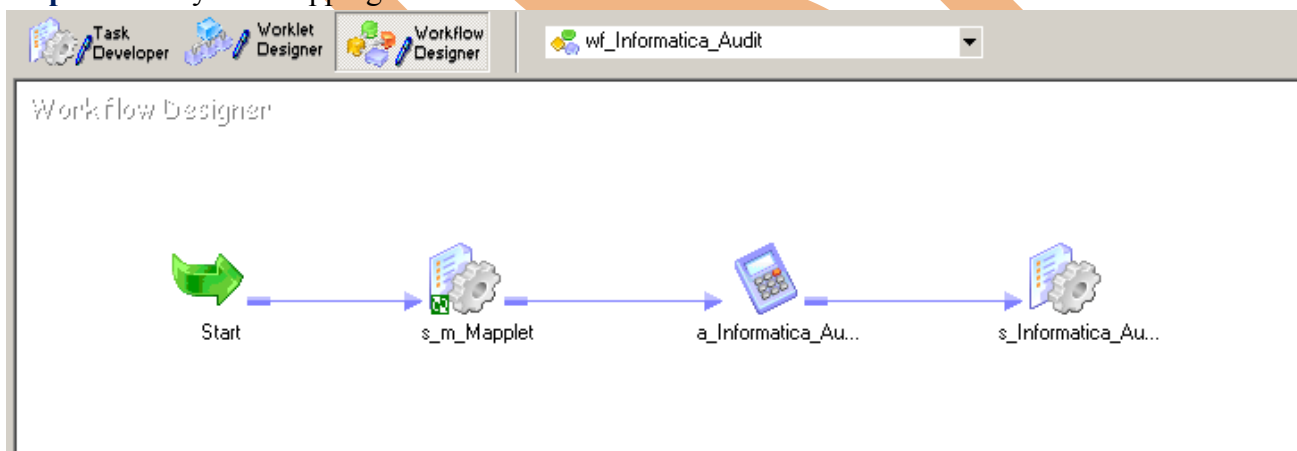 Task
Developer
Worklet
Designer
Workflow
Designer
wf_Informatica_Audit
Workflow Designer
Start
s_m_Mapplet
a_Informatica_Au...
s_Informatica_Au...